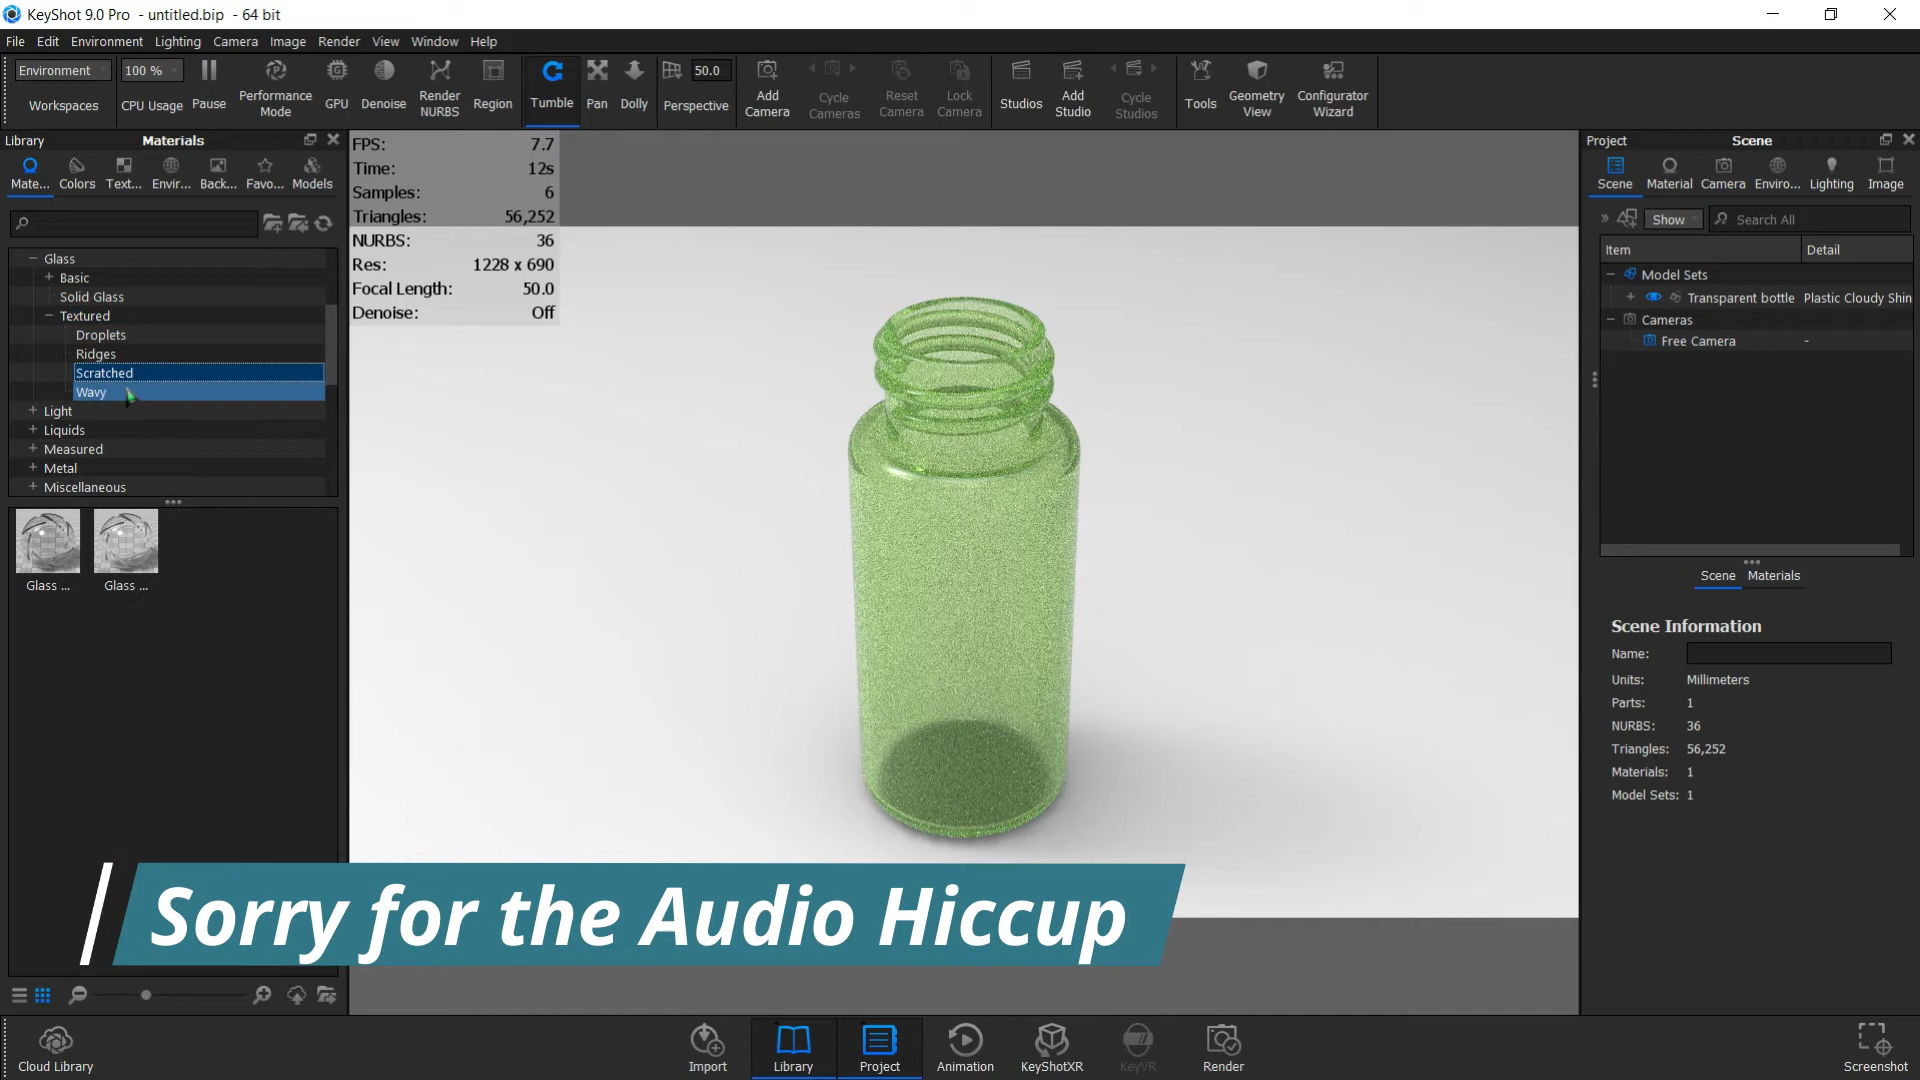 KeyShot 9.0 Pro - untitled.bip - 64 bit
File Edit Environment Lighting Camera Image Render View Window Help
Environment 100 % 50.0
Workspaces CPU Usage Pause Performance Mode GPU Denoise Render NURBS Region Tumble Pan Dolly Perspective Add Camera Cycle Cameras Reset Camera Lock Camera Studios Add Studio Cycle Studios Tools Geometry View Configurator Wizard
Library Materials
Mate... Colors Text... Envir... Back... Favo... Models
Glass
Basic
Solid Glass
Textured
Droplets
Ridges
Scratched
Wavy
Light
Liquids
Measured
Metal
Miscellaneous
Glass ... Glass ...
FPS: 7.7
Time: 12s
Samples: 6
Triangles: 56,252
NURBS: 36
Res: 1228 x 690
Focal Length: 50.0
Denoise: Off
Sorry for the Audio Hiccup
Project Scene
Scene Material Camera Enviro... Lighting Image
» Show Search All
Item Detail
Model Sets
Transparent bottle Plastic Cloudy Shin
Cameras
Free Camera -
Scene Materials
Scene Information
Name:
Units: Millimeters
Parts: 1
NURBS: 36
Triangles: 56,252
Materials: 1
Model Sets: 1
Cloud Library Import Library Project Animation KeyShotXR KeyVR Render Screenshot